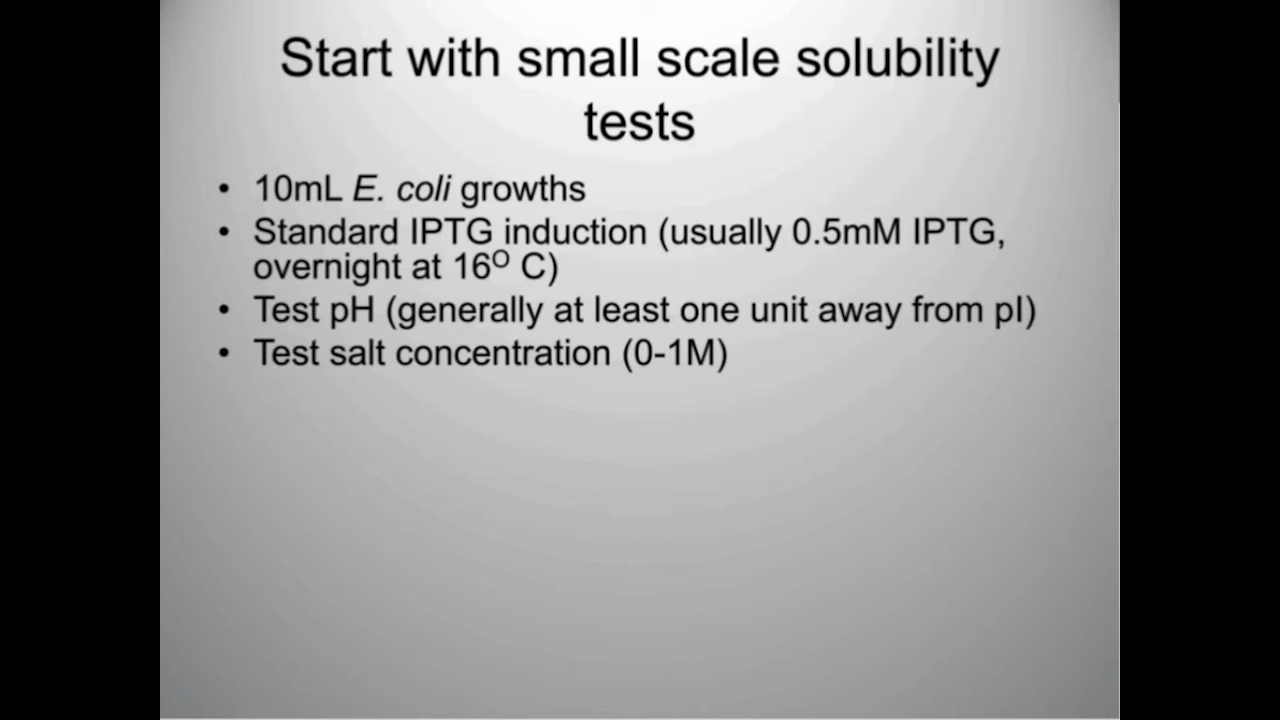 Start with small scale solubility
tests
• 10mL E. coli growths
• Standard IPTG induction (usually 0.5mM IPTG,
overnight at 16O C)
• Test pH (generally at least one unit away from pI)
• Test salt concentration (0-1M)